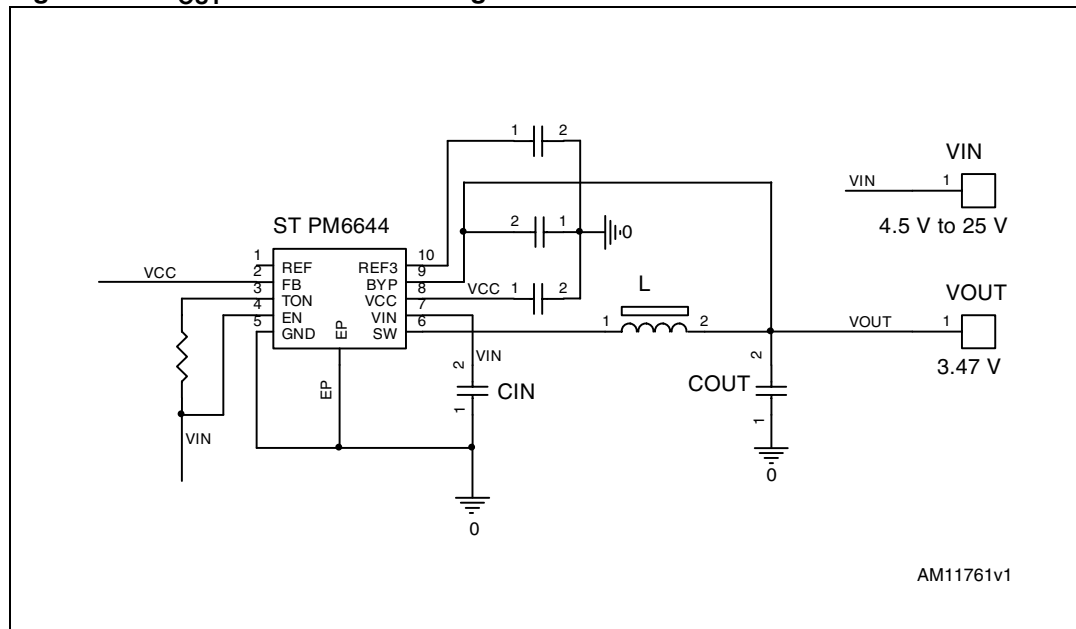 1 2
VIN
VIN 1
4.5 V to 25 V
ST PM6644
2 1 0
1 REF REF3 10
2 FB BYP 9
3 TON VCC 8
4 EN VIN 7
5 GND SW 6
EP
VCC
VCC 1 2
L
1 2
VOUT
VOUT 1
3.47 V
EP
VIN
2
CIN
1
2
COUT
1
VIN
0
0
AM11761v1